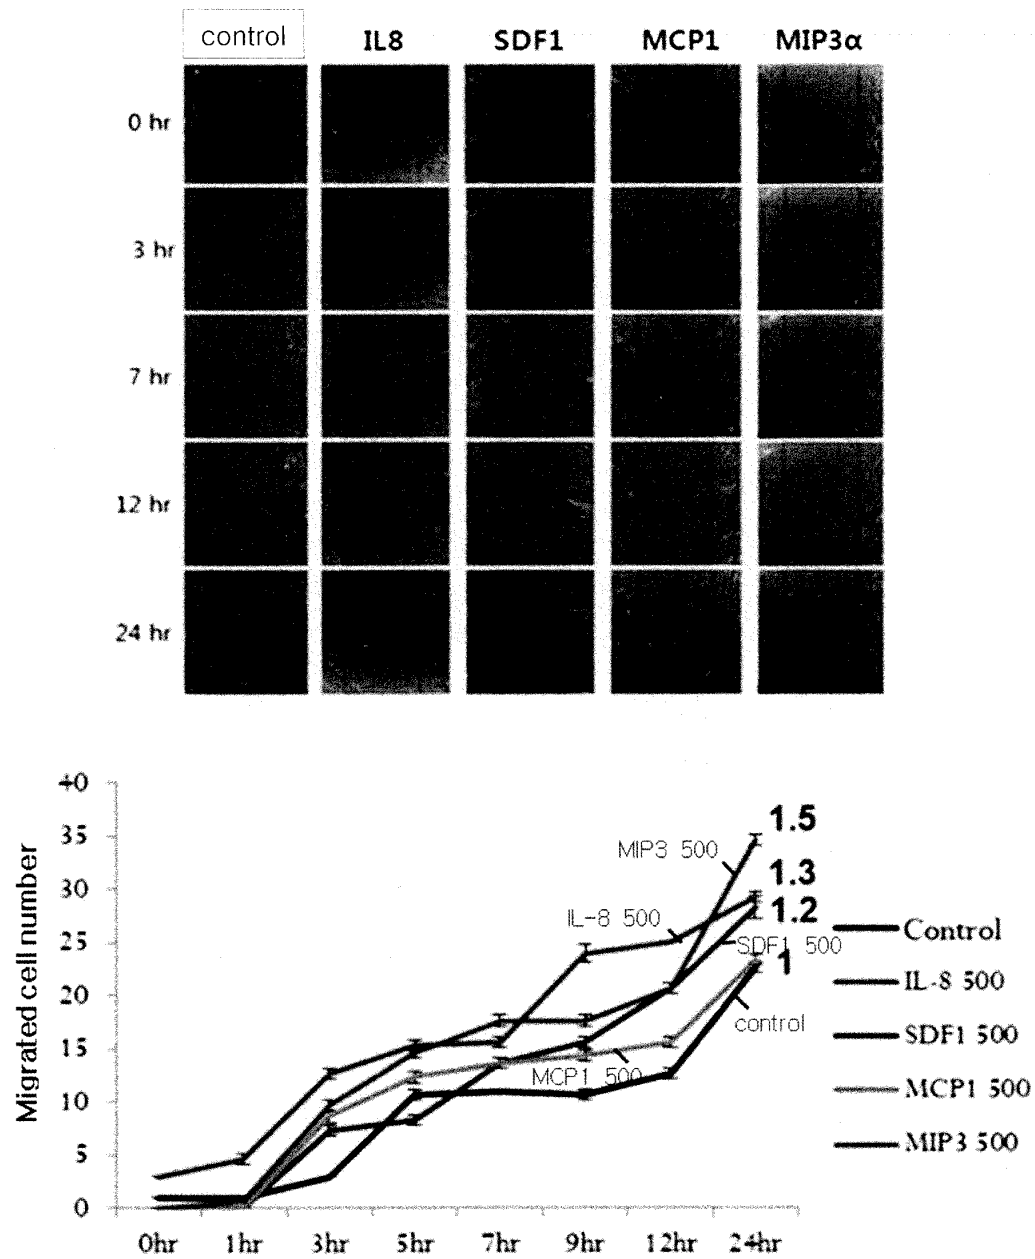 control IL8 SDF1 MCP1 MIP3α
0 hr
3 hr
7 hr
12 hr
24 hr
Migrated cell number
40
35
30
25
20
15
10
5
0
0hr 1hr 3hr 5hr 7hr 9hr 12hr 24hr
MIP3 500
IL-8 500
SDF1 500
control
MCP1 500
1.5
1.3
1.2
1
Control
IL-8 500
SDF1 500
MCP1 500
MIP3 500